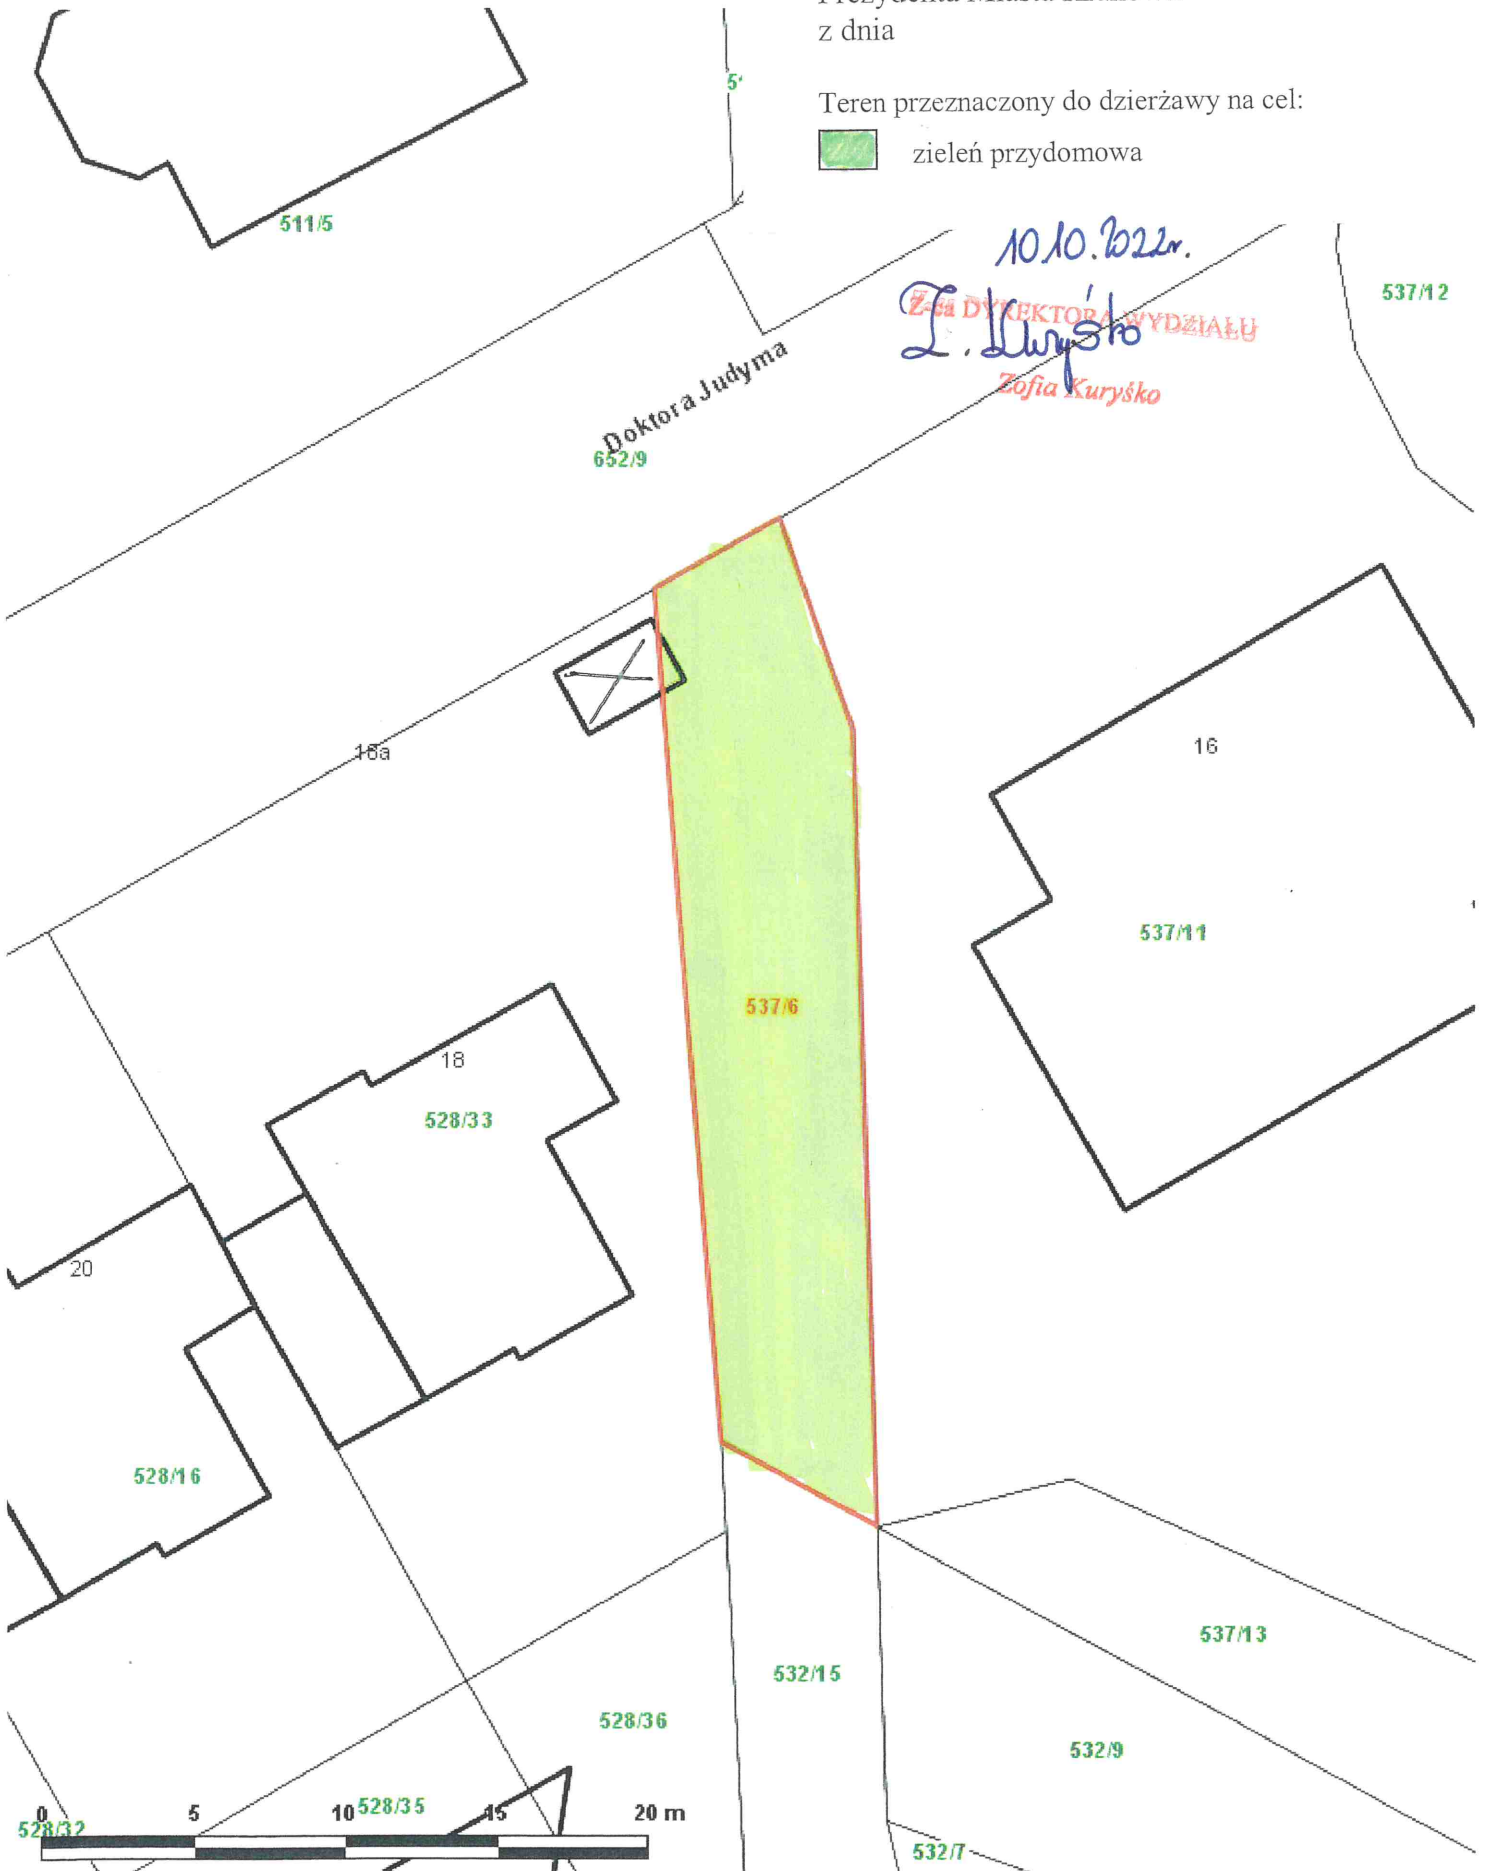 z dnia
Teren przeznaczony do dzierżawy na cel:
zieleń przydomowa
511/5
10.10.2022r.
Z-ca DYREKTORA WYDZIAŁU
Z. Kuryśko
Zofia Kuryśko
537/12
Doktora Judyma
652/9
18a
16
537/11
537/6
18
528/33
20
528/16
537/13
532/15
528/36
532/9
528/35
528/32
0 5 10 15 20 m
532/7